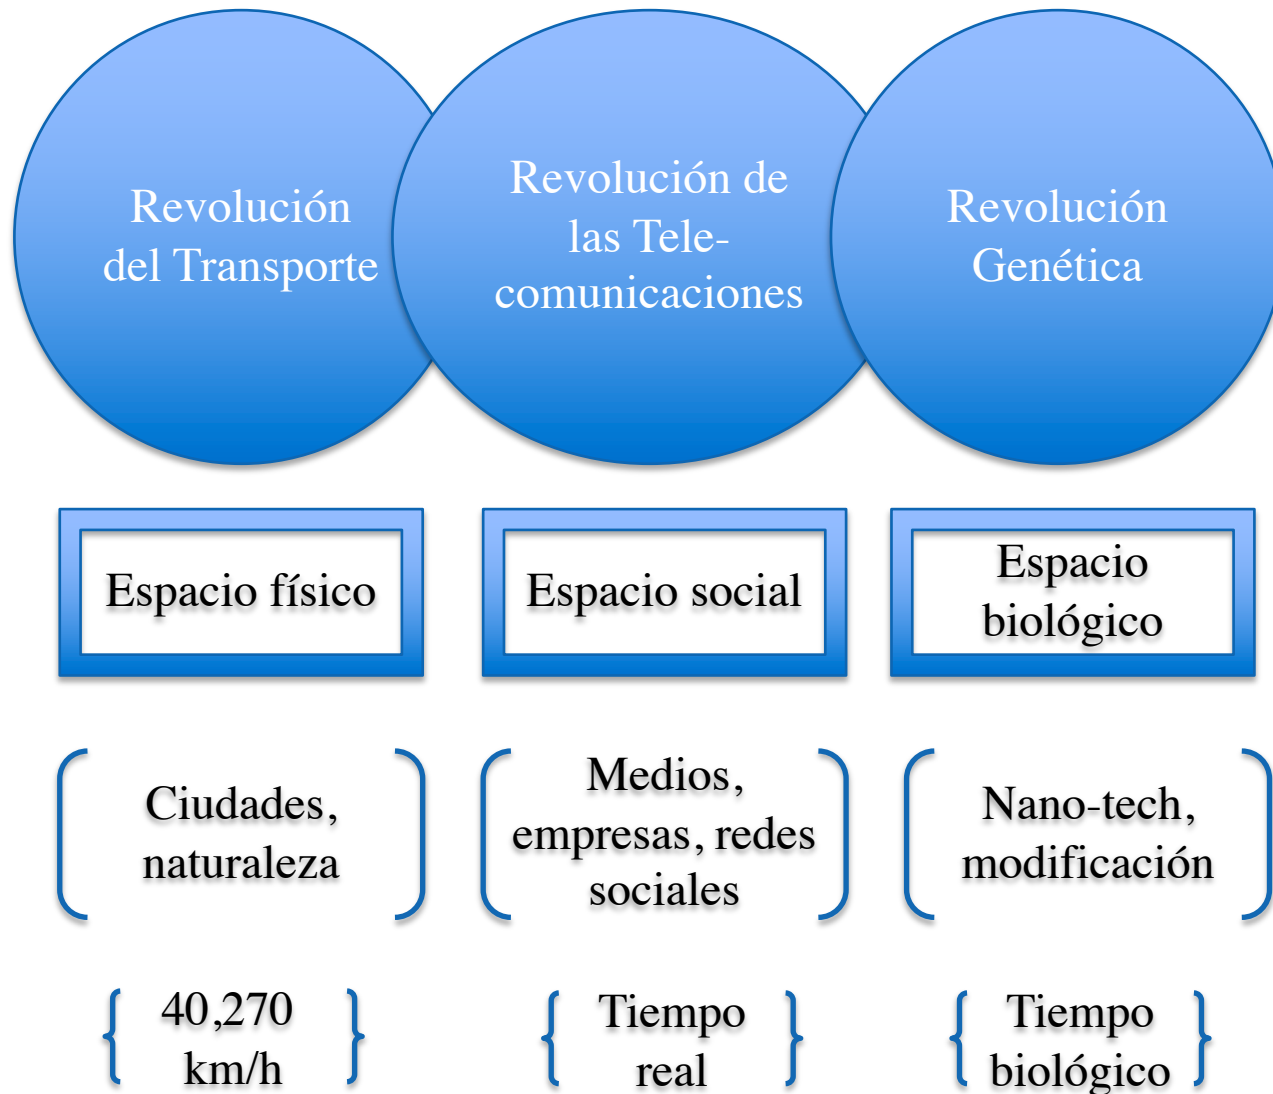 Revolución
del Transporte
Revolución de
las Tele-
comunicaciones
Revolución
Genética
Espacio físico
Espacio social
Espacio
biológico
Ciudades,
naturaleza
Medios,
empresas, redes
sociales
Nano-tech,
modificación
40,270
km/h
Tiempo
real
Tiempo
biológico